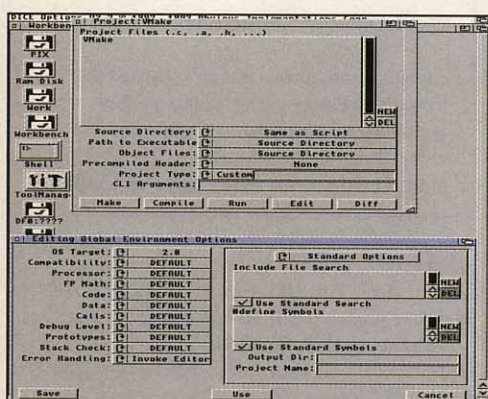 DICE Options
Workben
Project:VMake
Project Files (.c, .a, .h, ...)
VMake
PIX
Ram Disk
Work
Workbench
Shell
ToolManag
DF0:????
NEW
DEL
Source Directory: Same as Script
Path to Executable Source Directory
Object Files: Source Directory
Precompiled Header: None
Project Type: Custom
CLI Arguments:
Make Compile Run Edit Diff
Editing Global Environment Options
OS Target: 2.0
Compatibility: DEFAULT
Processor: DEFAULT
FP Math: DEFAULT
Code: DEFAULT
Data: DEFAULT
Calls: DEFAULT
Debug Level: DEFAULT
Prototypes: DEFAULT
Stack Check: DEFAULT
Error Handling: Invoke Editor
Standard Options
Include File Search
NEW
DEL
Use Standard Search
#define Symbols
NEW
DEL
Use Standard Symbols
Output Dir:
Project Name:
Save Use Cancel